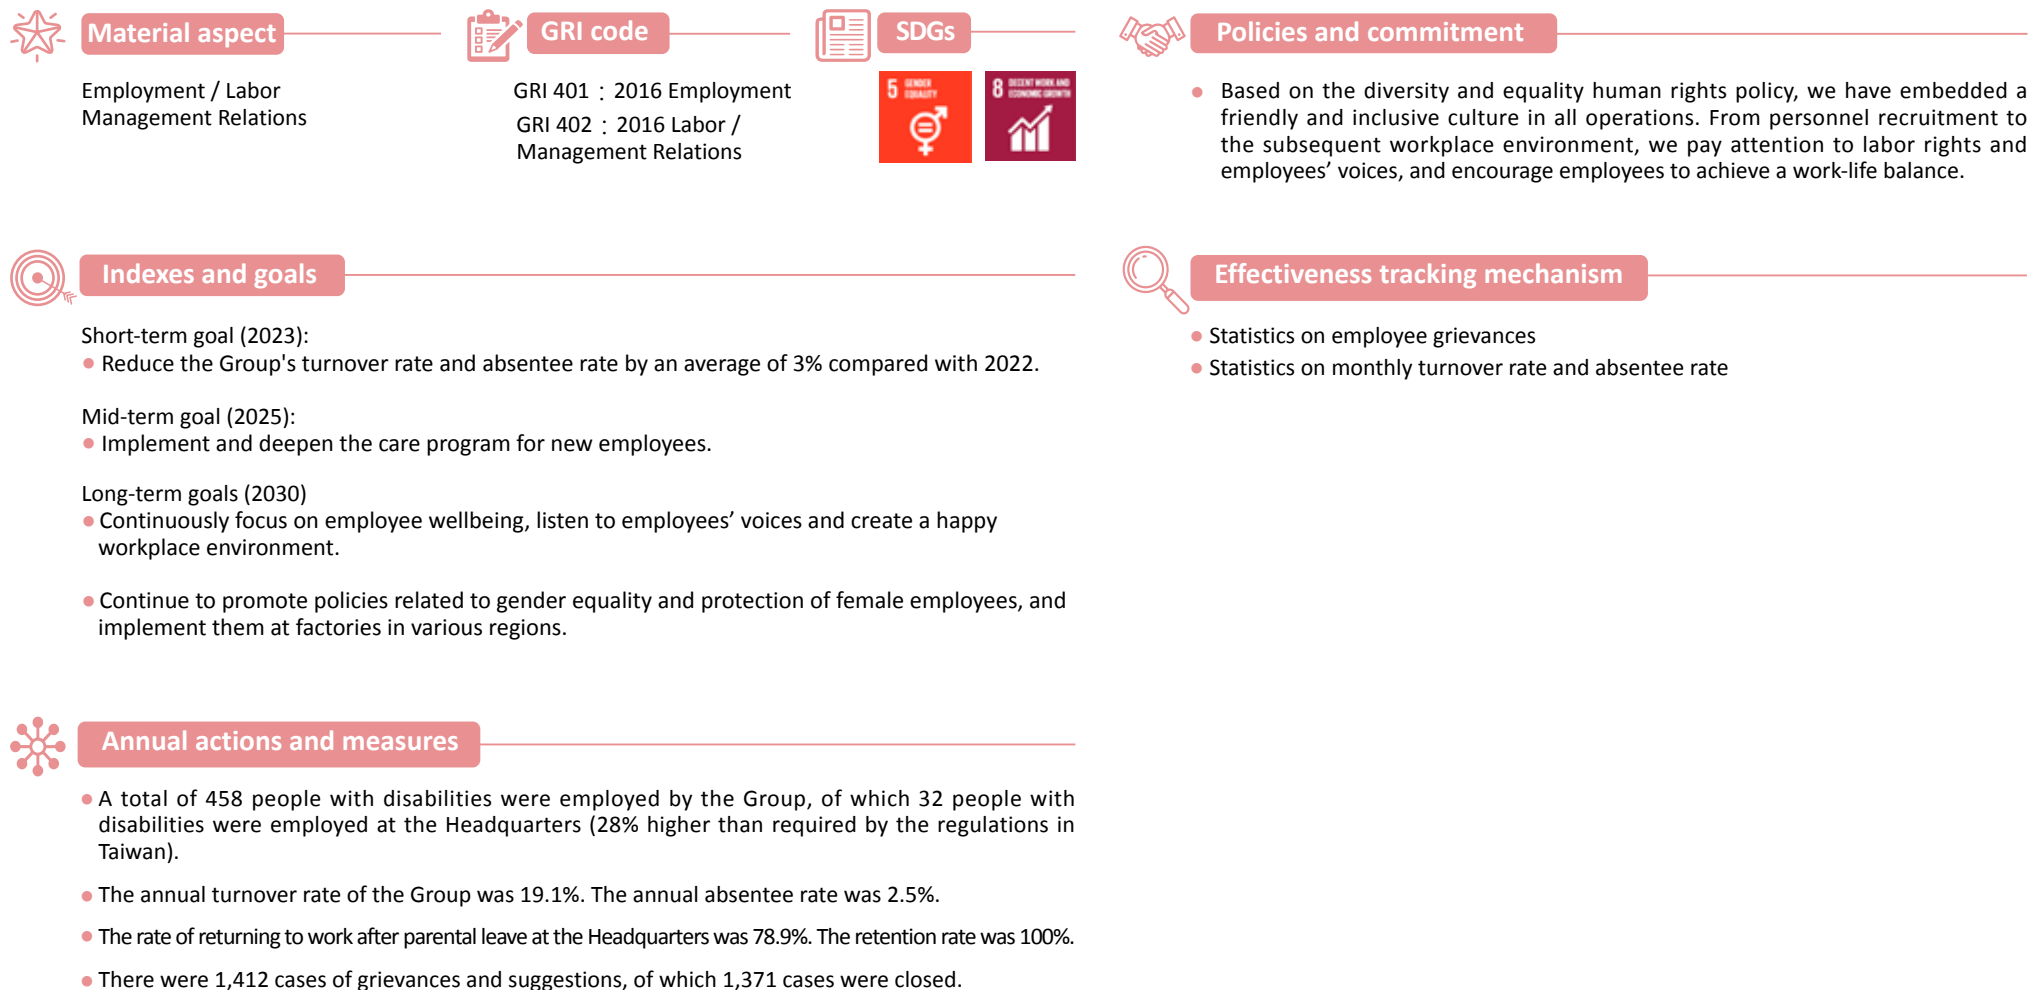 Material aspect
Employment / Labor
Management Relations
GRI code
GRI 401：2016 Employment
GRI 402：2016 Labor /
Management Relations
SDGs
5 GENDER
EQUALITY
8 DECENT WORK AND
ECONOMIC GROWTH
Policies and commitment
Based on the diversity and equality human rights policy, we have embedded a
friendly and inclusive culture in all operations. From personnel recruitment to
the subsequent workplace environment, we pay attention to labor rights and
employees’ voices, and encourage employees to achieve a work-life balance.
Indexes and goals
Short-term goal (2023):
● Reduce the Group's turnover rate and absentee rate by an average of 3% compared with 2022.
Mid-term goal (2025):
● Implement and deepen the care program for new employees.
Long-term goals (2030)
● Continuously focus on employee wellbeing, listen to employees’ voices and create a happy
workplace environment.
● Continue to promote policies related to gender equality and protection of female employees, and
implement them at factories in various regions.
Effectiveness tracking mechanism
● Statistics on employee grievances
● Statistics on monthly turnover rate and absentee rate
Annual actions and measures
● A total of 458 people with disabilities were employed by the Group, of which 32 people with
disabilities were employed at the Headquarters (28% higher than required by the regulations in
Taiwan).
● The annual turnover rate of the Group was 19.1%. The annual absentee rate was 2.5%.
● The rate of returning to work after parental leave at the Headquarters was 78.9%. The retention rate was 100%.
● There were 1,412 cases of grievances and suggestions, of which 1,371 cases were closed.